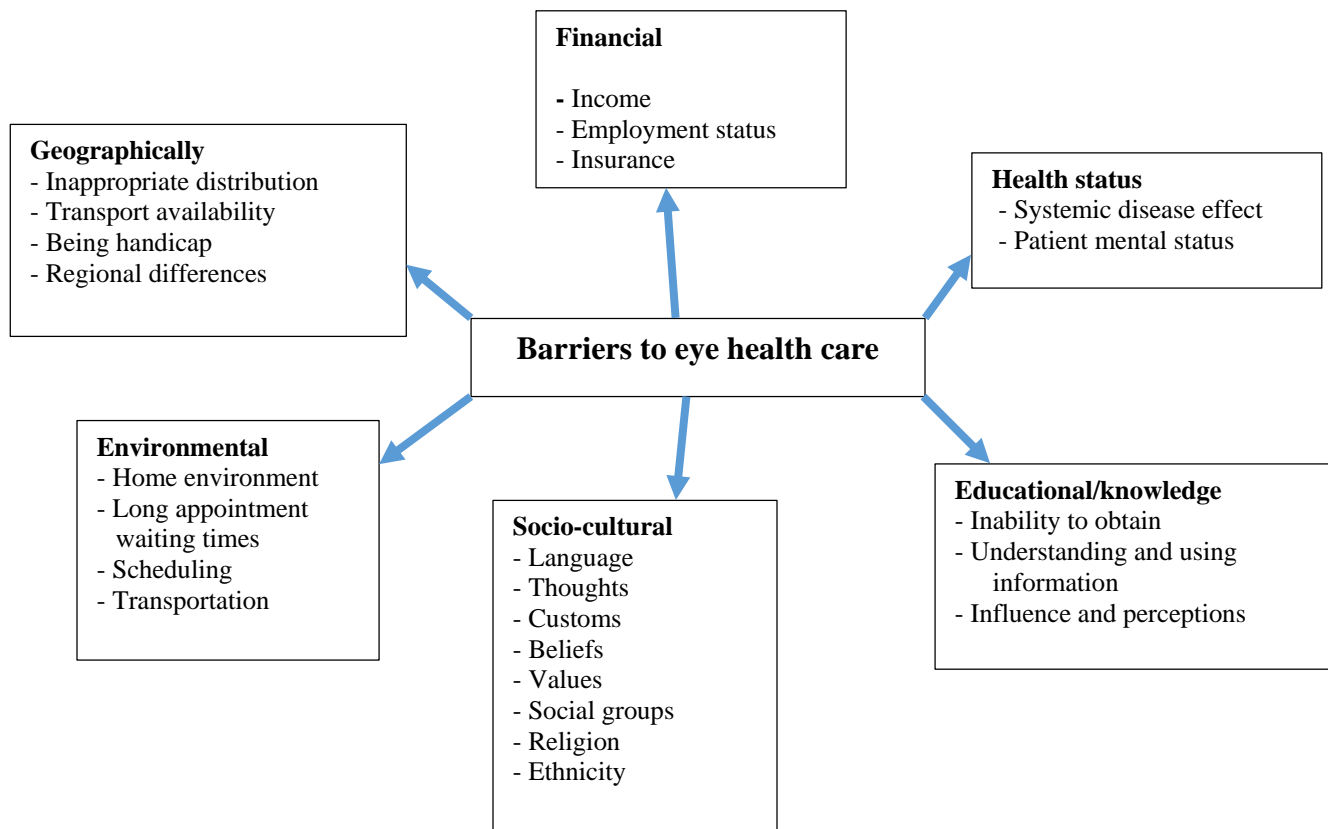 Financial
- Income
- Employment status
- Insurance
Geographically
- Inappropriate distribution
- Transport availability
- Being handicap
- Regional differences
Health status
- Systemic disease effect
- Patient mental status
Barriers to eye health care
Environmental
- Home environment
- Long appointment
waiting times
- Scheduling
- Transportation
Socio-cultural
- Language
- Thoughts
- Customs
- Beliefs
- Values
- Social groups
- Religion
- Ethnicity
Educational/knowledge
- Inability to obtain
- Understanding and using
information
- Influence and perceptions